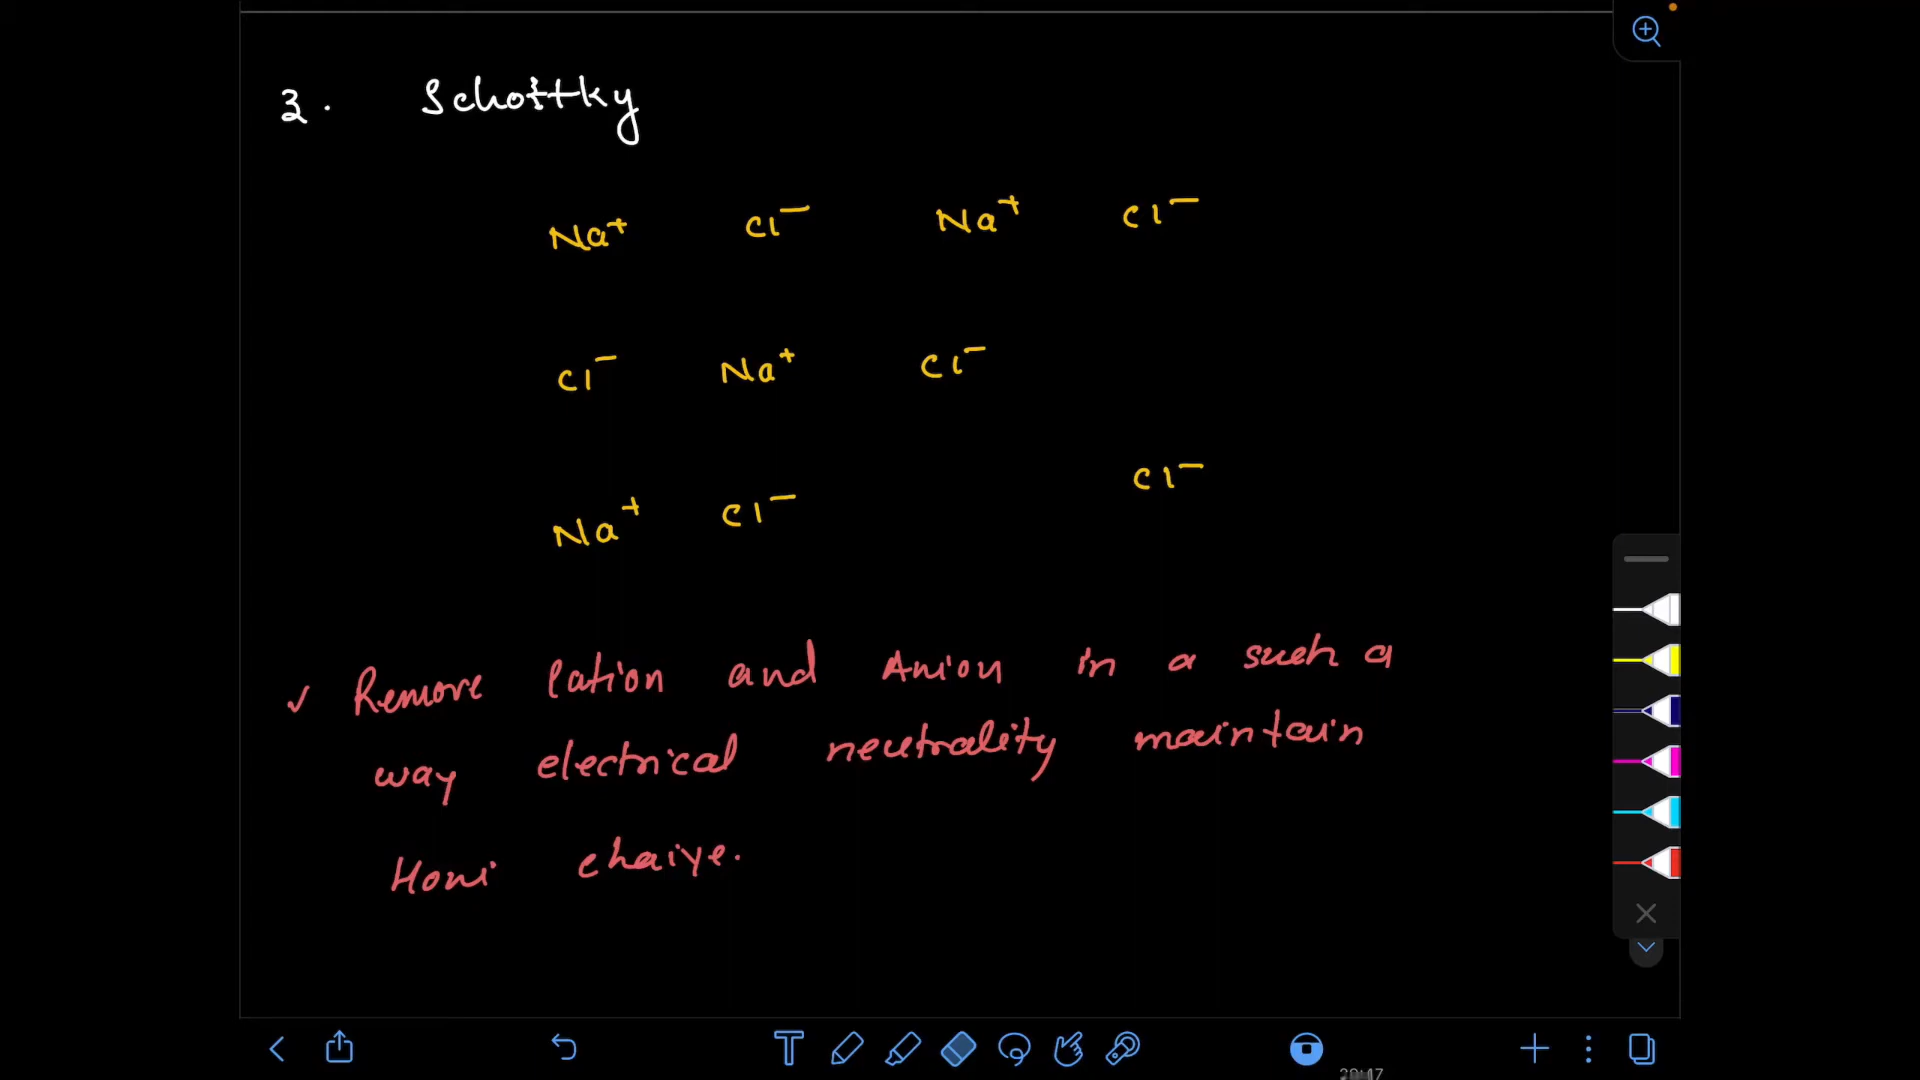 3. Schottky
Na⁺ Cl⁻ Na⁺ Cl⁻
Cl⁻ Na⁺ Cl⁻
Na⁺ Cl⁻ Cl⁻
✓ Remove Cation and Anion in a such a
way electrical neutrality maintain
Honi chaiye.
T